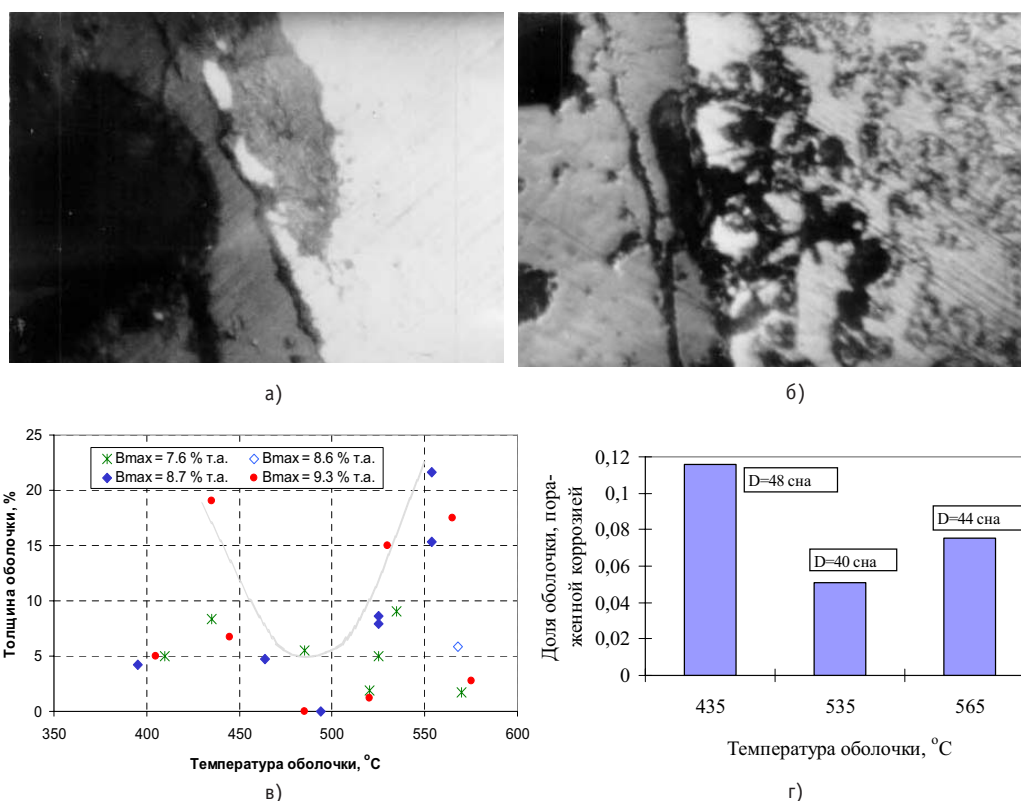 а)
б)
25
20
15
10
5
0
Толщина оболочки, %
Bmax = 7.6 % т.а.
Bmax = 8.6 % т.а.
Bmax = 8.7 % т.а.
Bmax = 9.3 % т.а.
350 400 450 500 550 600
Температура оболочки, °C
в)
Доля оболочки, пора-
женной коррозией
0,12
0,1
0,08
0,06
0,04
0,02
0
D=48 сна
D=40 сна
D=44 сна
435 535 565
Температура оболочки, °C
г)